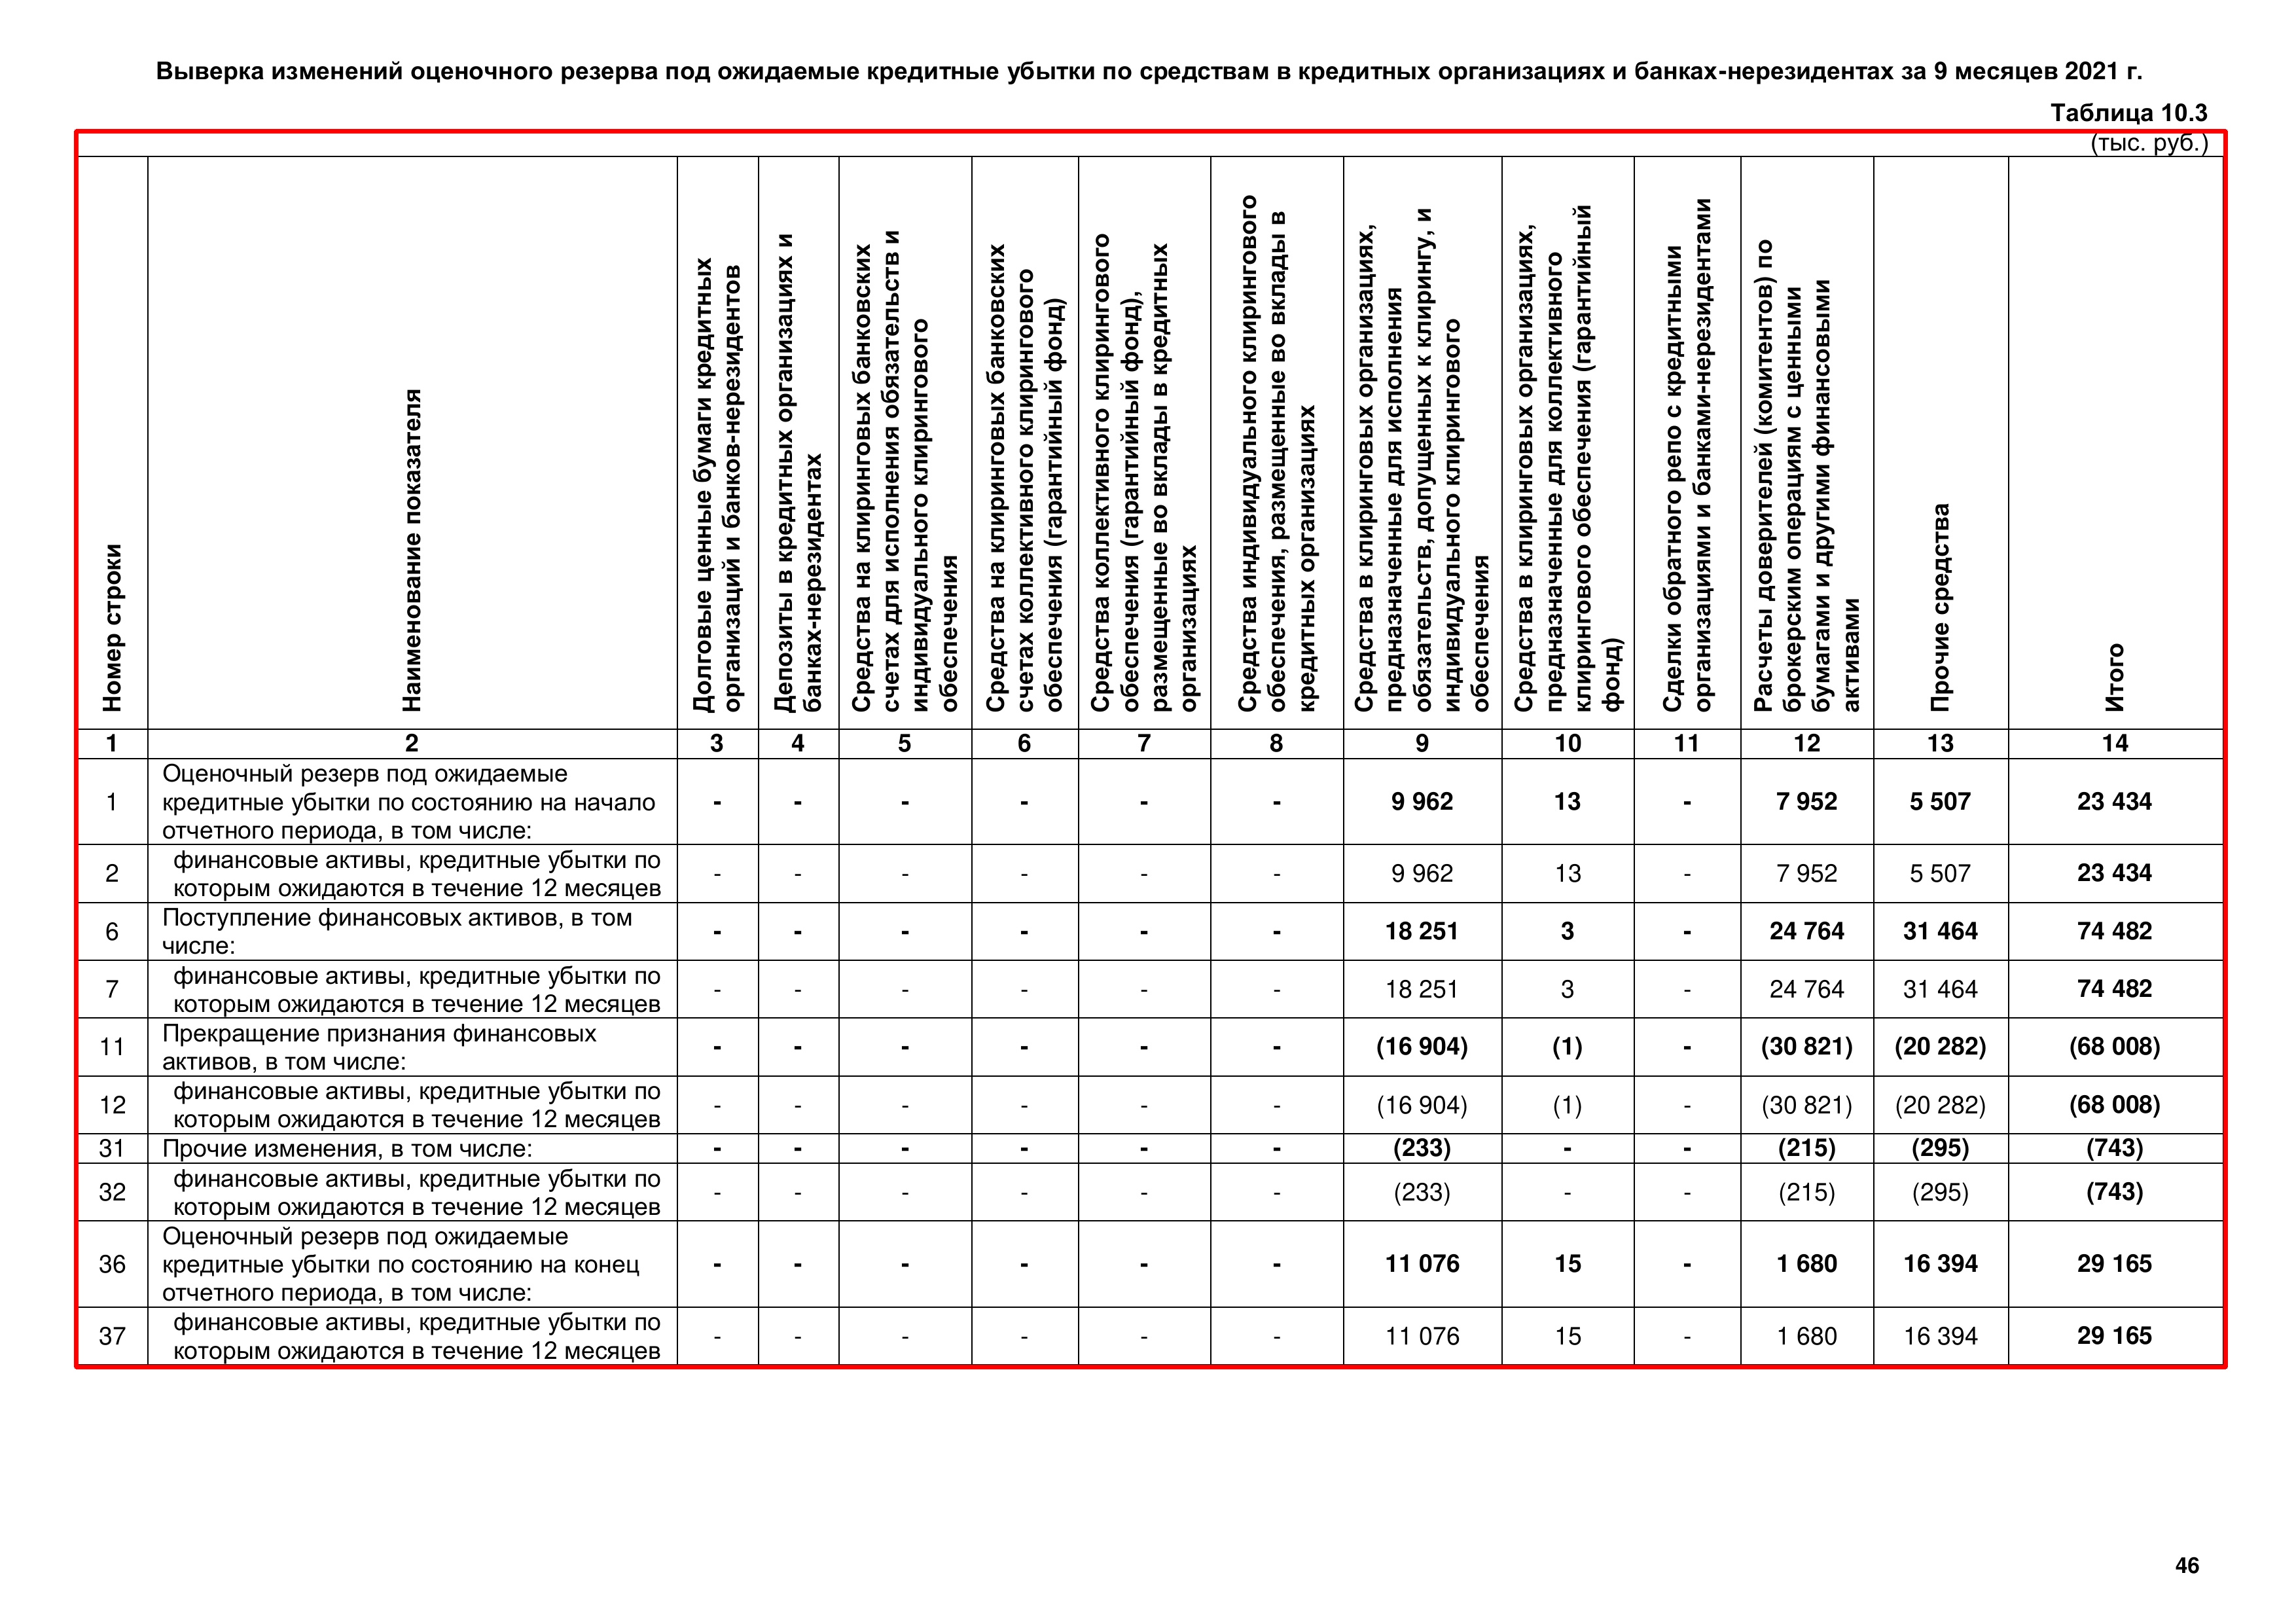 Выверка изменений оценочного резерва под ожидаемые кредитные убытки по средствам в кредитных организациях и банках-нерезидентах за 9 месяцев 2021 г.
Таблица 10.3
(тыс. руб.)
Номер строки
Наименование показателя
Долговые ценные бумаги кредитных
организаций и банков-нерезидентов
Депозиты в кредитных организациях и
банках-нерезидентах
Средства на клиринговых банковских
счетах для исполнения обязательств и
индивидуального клирингового
обеспечения
Средства на клиринговых банковских
счетах коллективного клирингового
обеспечения (гарантийный фонд)
Средства коллективного клирингового
обеспечения (гарантийный фонд),
размещенные во вклады в кредитных
организациях
Средства индивидуального клирингового
обеспечения, размещенные во вклады в
кредитных организациях
Средства в клиринговых организациях,
предназначенные для исполнения
обязательств, допущенных к клирингу, и
индивидуального клирингового
обеспечения
Средства в клиринговых организациях,
предназначенные для коллективного
клирингового обеспечения (гарантийный
фонд)
Сделки обратного репо с кредитными
организациями и банками-нерезидентами
Расчеты доверителей (комитентов) по
брокерским операциям с ценными
бумагами и другими финансовыми
активами
Прочие средства
Итого
1 2 3 4 5 6 7 8 9 10 11 12 13 14
1 Оценочный резерв под ожидаемые
кредитные убытки по состоянию на начало
отчетного периода, в том числе: - - - - - - 9 962 13 - 7 952 5 507 23 434
2 финансовые активы, кредитные убытки по
которым ожидаются в течение 12 месяцев - - - - - - 9 962 13 - 7 952 5 507 23 434
6 Поступление финансовых активов, в том
числе: - - - - - - 18 251 3 - 24 764 31 464 74 482
7 финансовые активы, кредитные убытки по
которым ожидаются в течение 12 месяцев - - - - - - 18 251 3 - 24 764 31 464 74 482
11 Прекращение признания финансовых
активов, в том числе: - - - - - - (16 904) (1) - (30 821) (20 282) (68 008)
12 финансовые активы, кредитные убытки по
которым ожидаются в течение 12 месяцев - - - - - - (16 904) (1) - (30 821) (20 282) (68 008)
31 Прочие изменения, в том числе: - - - - - - (233) - - (215) (295) (743)
32 финансовые активы, кредитные убытки по
которым ожидаются в течение 12 месяцев - - - - - - (233) - - (215) (295) (743)
36 Оценочный резерв под ожидаемые
кредитные убытки по состоянию на конец
отчетного периода, в том числе: - - - - - - 11 076 15 - 1 680 16 394 29 165
37 финансовые активы, кредитные убытки по
которым ожидаются в течение 12 месяцев - - - - - - 11 076 15 - 1 680 16 394 29 165
46